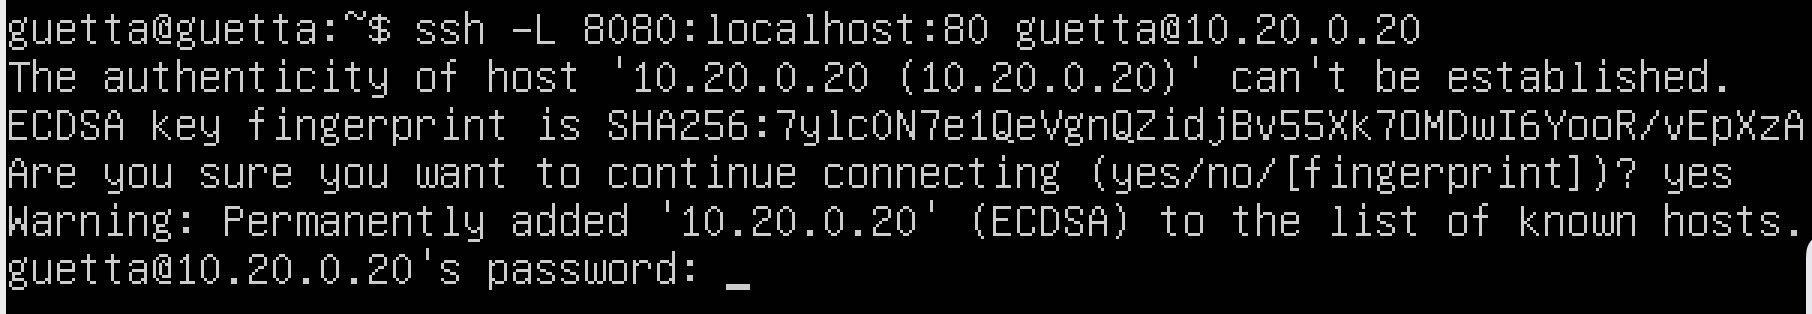 guetta@guetta:~$ ssh -L 8080:localhost:80 guetta@10.20.0.20
The authenticity of host '10.20.0.20 (10.20.0.20)' can't be established.
ECDSA key fingerprint is SHA256:7ylcON7e1QeVgnQZidjBv55Xk7OMDwI6YooR/vEpXzA
Are you sure you want to continue connecting (yes/no/[fingerprint])? yes
Warning: Permanently added '10.20.0.20' (ECDSA) to the list of known hosts.
guetta@10.20.0.20's password: _